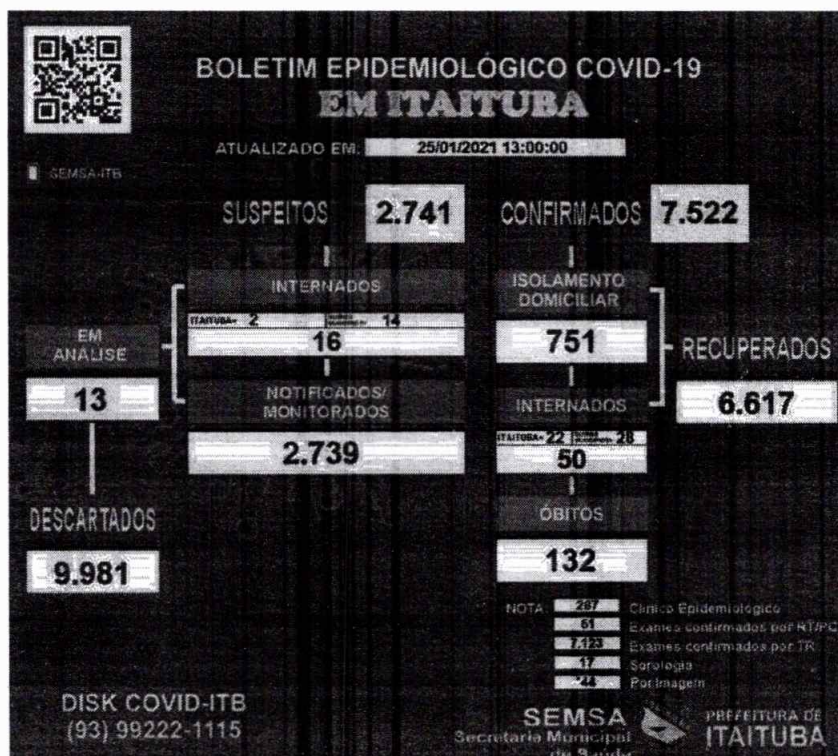 BOLETIM EPIDEMIOLÓGICO COVID-19
EM ITAITUBA
ATUALIZADO EM: 25/01/2021 13:00:00
SEMSA-ITB
SUSPEITOS 2.741
CONFIRMADOS 7.522
INTERNADOS
ITAITUBA= 2 14
16
EM
ANÁLISE
13
NOTIFICADOS/
MONITORADOS
2.739
DESCARTADOS
9.981
ISOLAMENTO
DOMICILIAR
751
RECUPERADOS
6.617
INTERNADOS
ITAITUBA= 22 28
50
ÓBITOS
132
NOTA: 287 Clínico Epidemiológico
61 Exames confirmados por RT/PC
7.123 Exames confirmados por TR
17 Sorologia
44 Por Imagem
DISK COVID-ITB
(93) 99222-1115
SEMSA
Secretaria Municipal
de Saúde
PREFEITURA DE
ITAITUBA